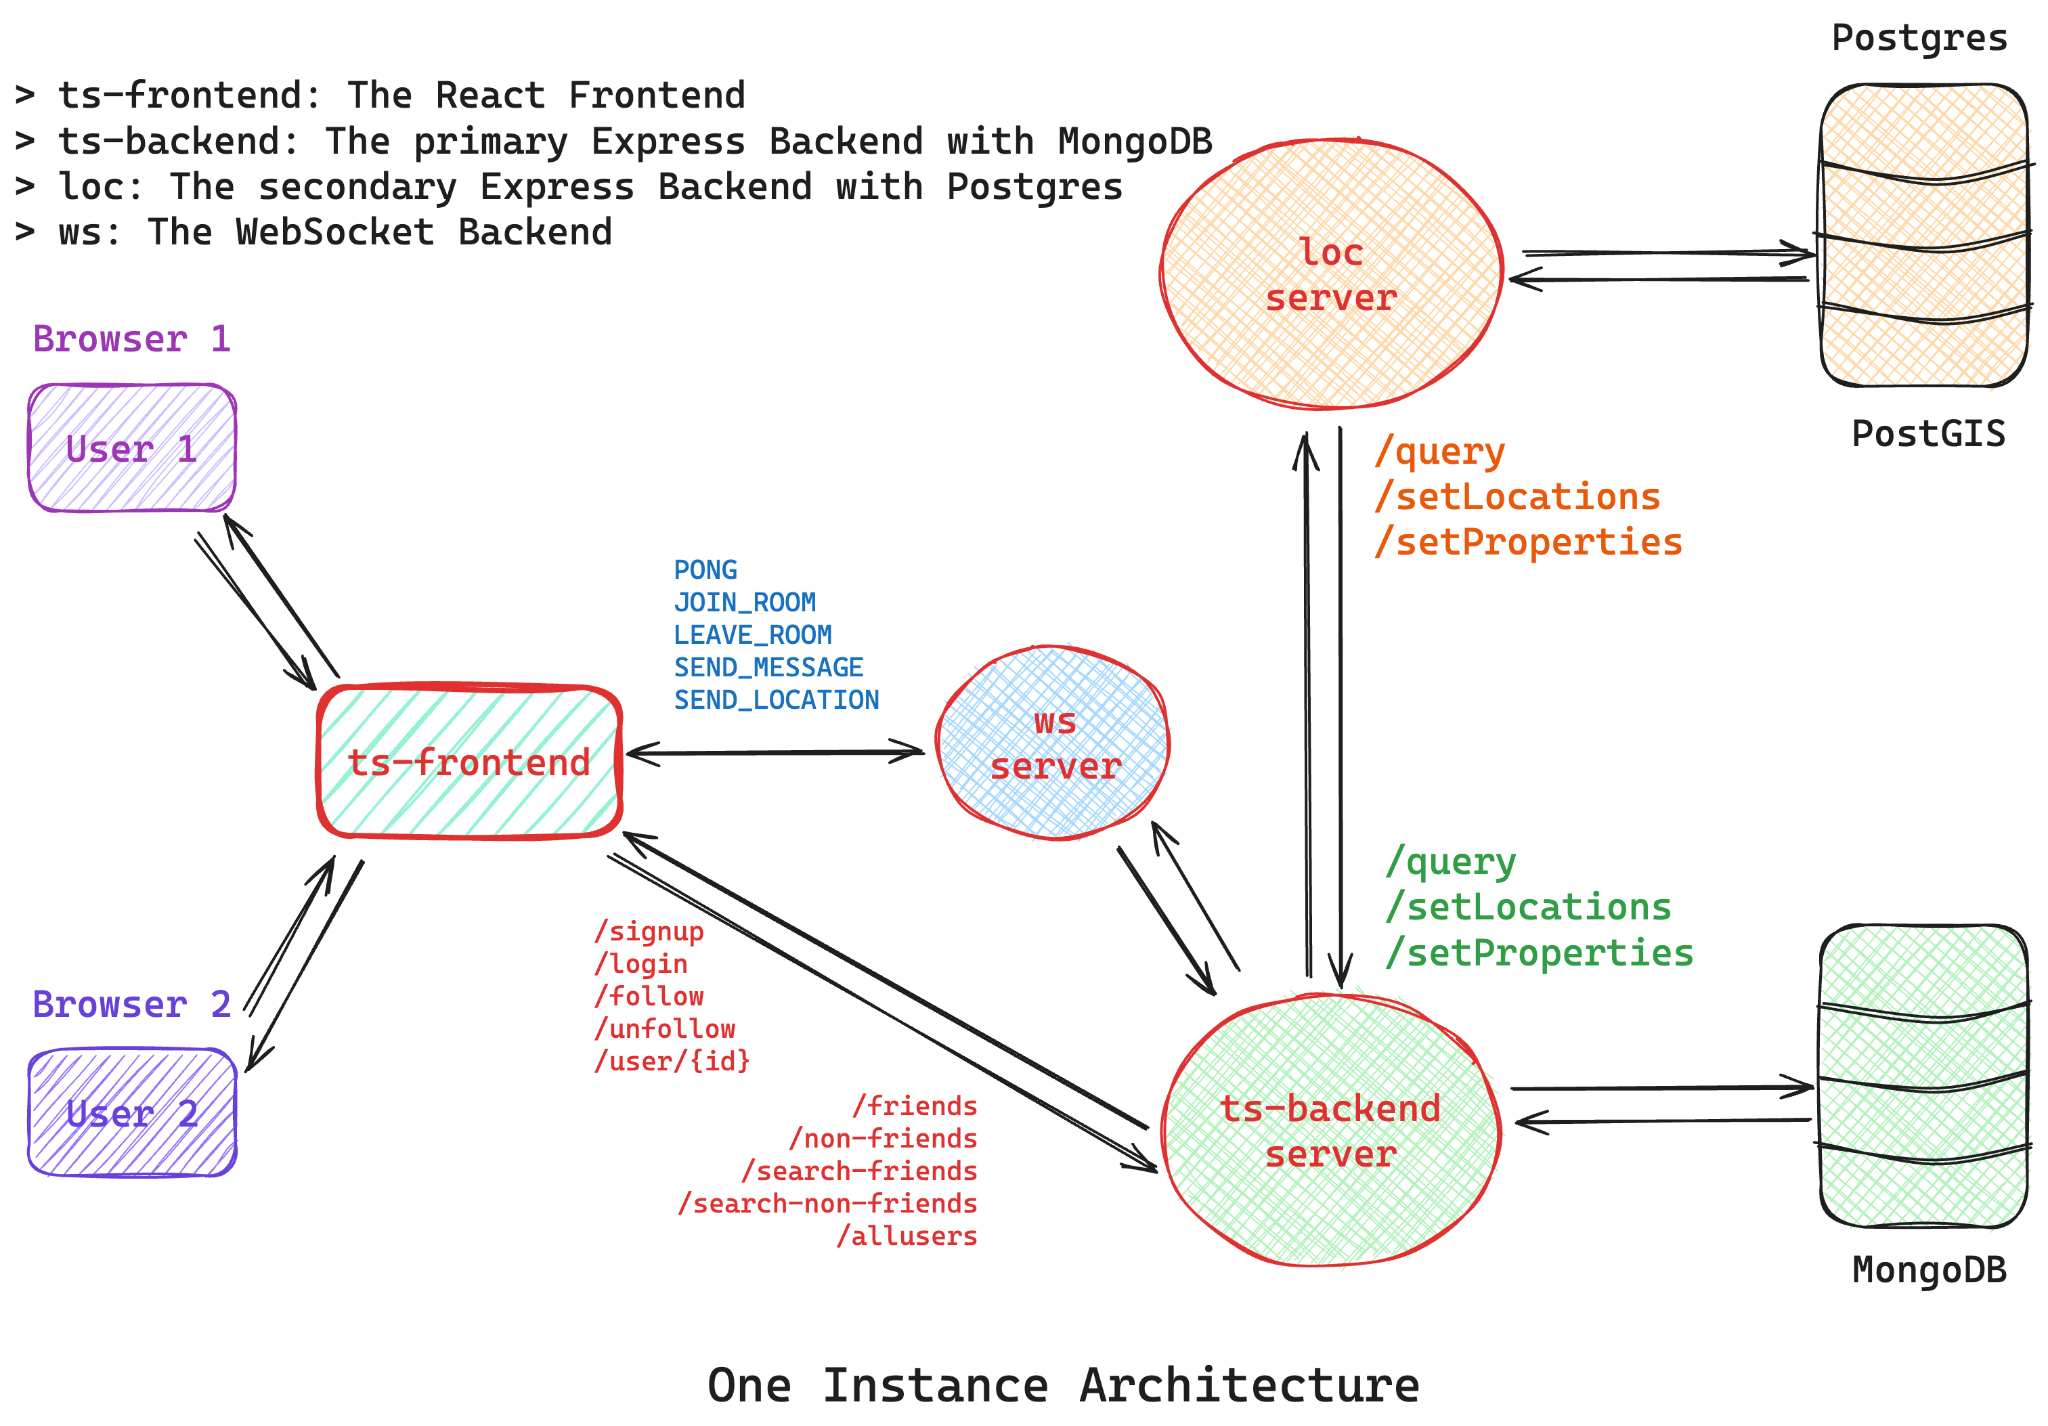 > ts-frontend: The React Frontend
> ts-backend: The primary Express Backend with MongoDB
> loc: The secondary Express Backend with Postgres
> ws: The WebSocket Backend
Postgres
loc
server
PostGIS
Browser 1
User 1
/query
/setLocations
/setProperties
PONG
JOIN_ROOM
LEAVE_ROOM
SEND_MESSAGE
SEND_LOCATION
ts-frontend
ws
server
/query
/setLocations
/setProperties
/signup
/login
/follow
/unfollow
/user/{id}
Browser 2
User 2
/friends
/non-friends
/search-friends
/search-non-friends
/allusers
ts-backend
server
MongoDB
One Instance Architecture